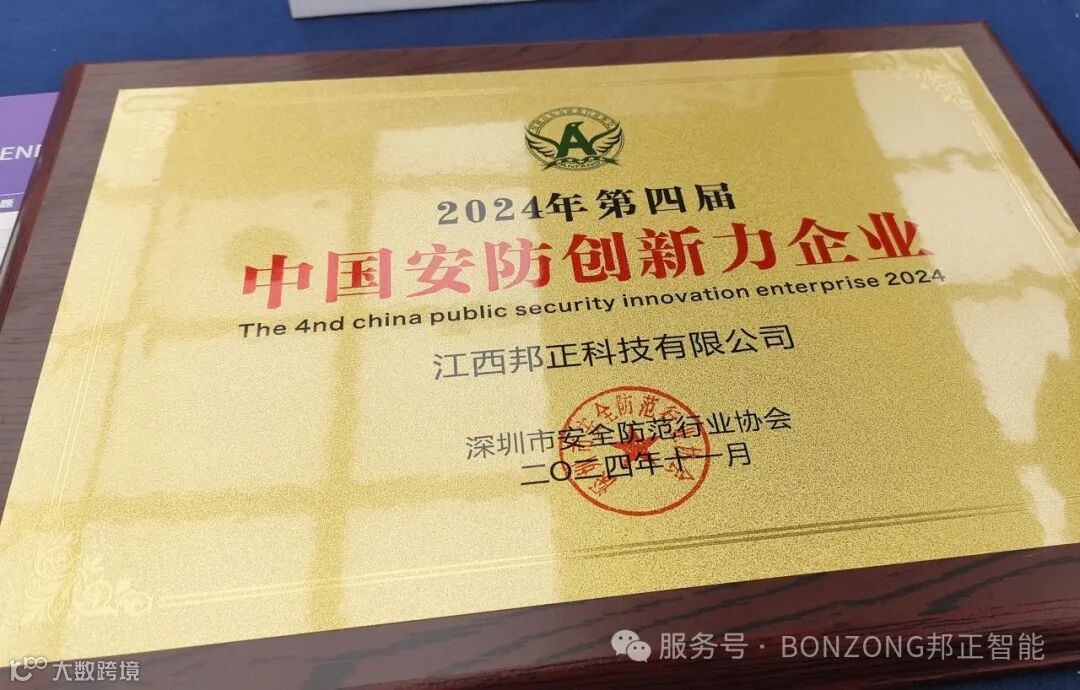 END
A
2024年第四届
中国安防创新力企业
The 4nd china public security innovation enterprise 2024
江西邦正科技有限公司
深圳市安全防范行业协会
二〇二四年十一月
服务号 · BONZONG邦正智能
大数跨境